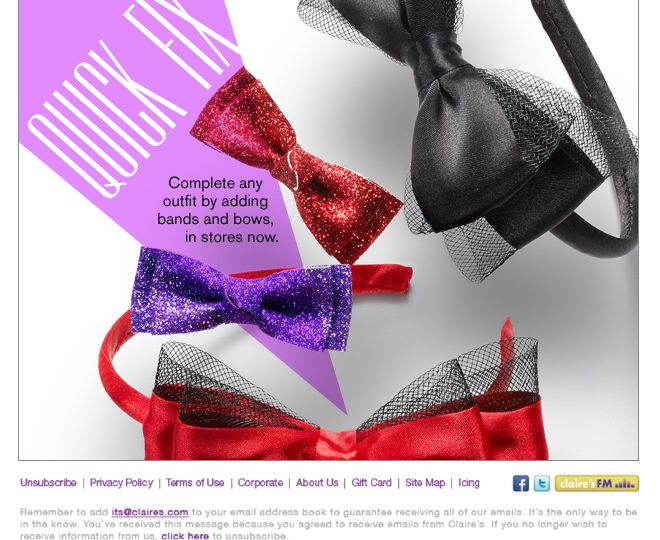 QUICK FIX
Complete any
outfit by adding
bands and bows,
in stores now.
Unsubscribe | Privacy Policy | Terms of Use | Corporate | About Us | Gift Card | Site Map | Icing
claire's FM
Remember to add its@claires.com to your email address book to guarantee receiving all of our emails. It's the only way to be
in the know. You've received this message because you agreed to receive emails from Claire's. If you no longer wish to
receive information from us, click here to unsubscribe.